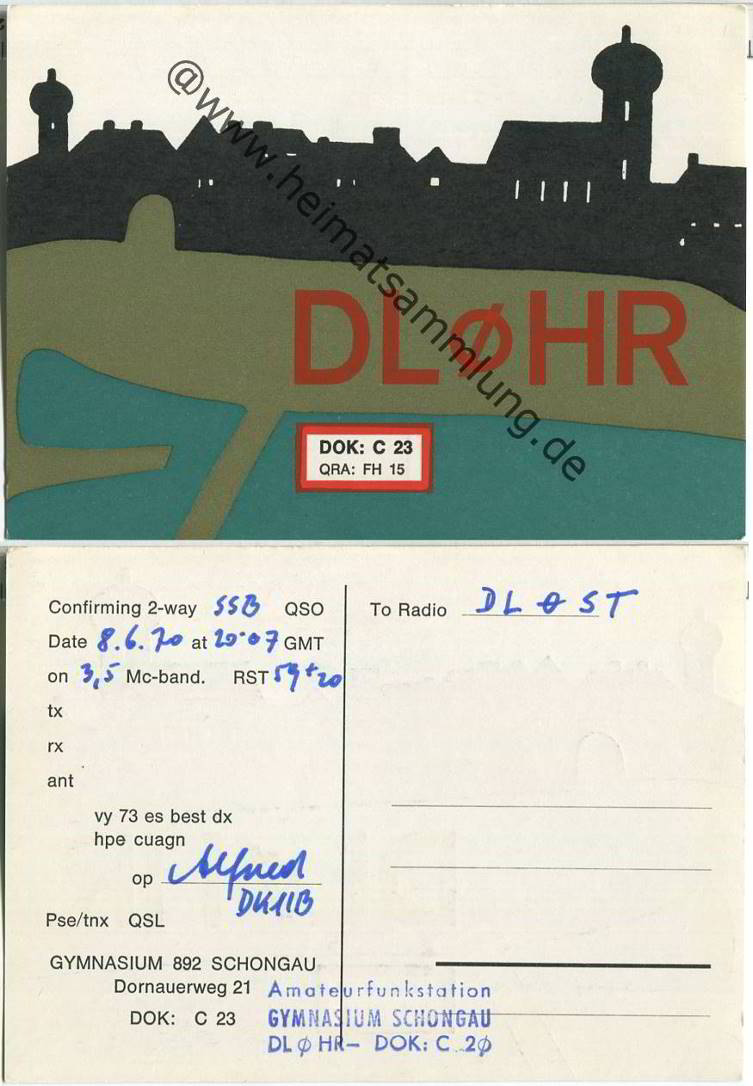 @www.heimatsammlung.de
DLØHR
DOK: C 23
QRA: FH 15
Confirming 2-way SSB QSO
Date 8.6.70 at 20.07 GMT
on 3,5 Mc-band. RST 59+20
tx
rx
ant
vy 73 es best dx
hpe cuagn
op Alfred
DK1IB
Pse/tnx QSL
GYMNASIUM 892 SCHONGAU
Dornauerweg 21
DOK: C 23
To Radio DLØST
Amateurfunkstation
GYMNASIUM SCHONGAU
DLØHR– DOK: C 2Ø